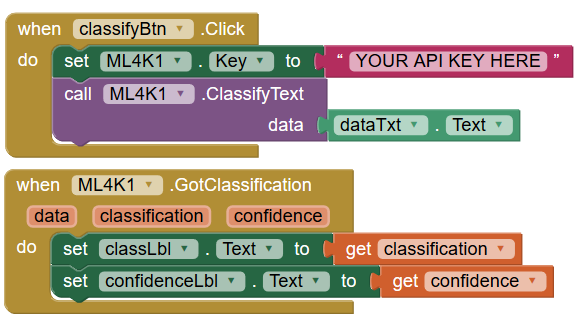 when classifyBtn .Click
do set ML4K1 . Key to “ YOUR API KEY HERE ”
call ML4K1 .ClassifyText
data dataTxt . Text
when ML4K1 .GotClassification
data classification confidence
do set classLbl . Text to get classification
set confidenceLbl . Text to get confidence